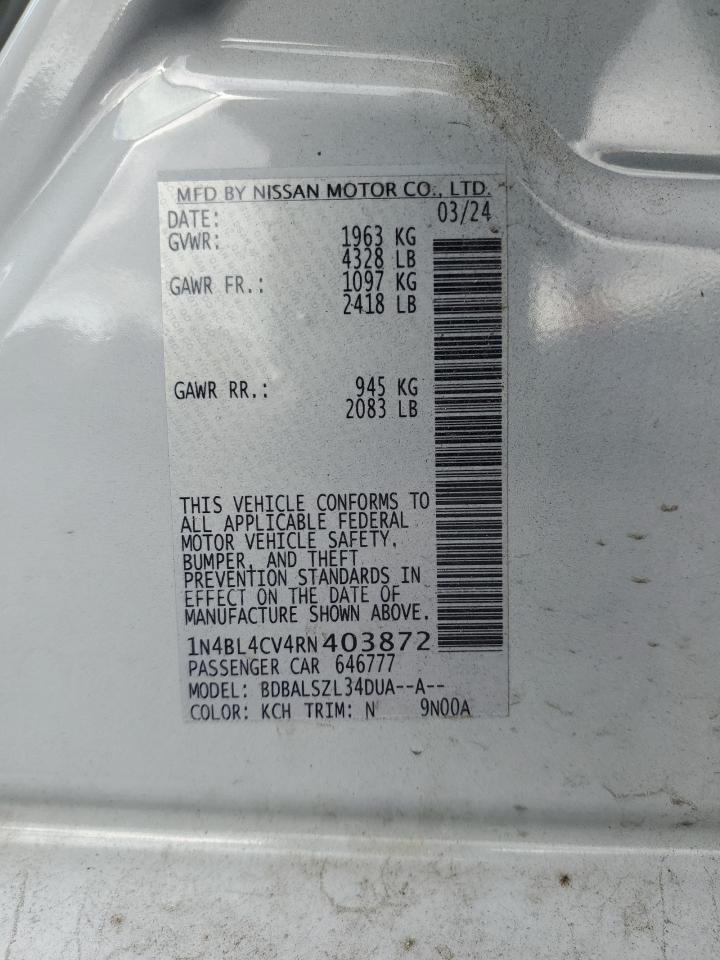 MFD BY NISSAN MOTOR CO., LTD.
DATE: 03/24
GVWR: 1963 KG
4328 LB
GAWR FR.: 1097 KG
2418 LB
GAWR RR.: 945 KG
2083 LB
THIS VEHICLE CONFORMS TO
ALL APPLICABLE FEDERAL
MOTOR VEHICLE SAFETY,
BUMPER, AND THEFT
PREVENTION STANDARDS IN
EFFECT ON THE DATE OF
MANUFACTURE SHOWN ABOVE.
1N4BL4CV4RN403872
PASSENGER CAR 646777
MODEL: BDBALSZL34DUA--A--
COLOR: KCH TRIM: N 9N00A